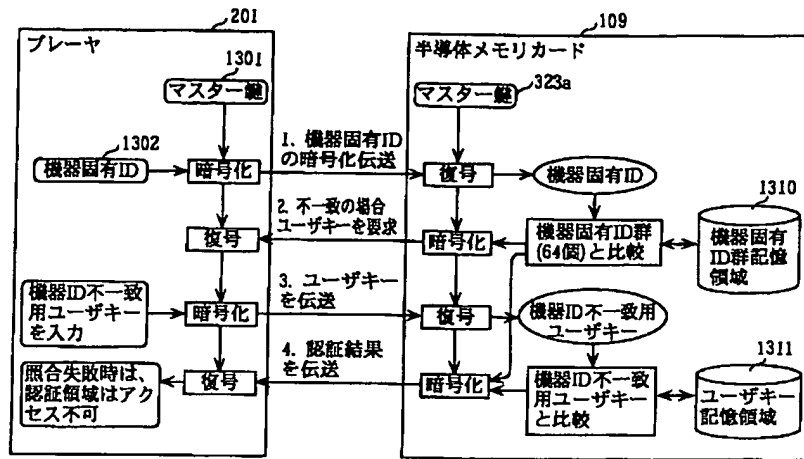 201
プレーヤ
1301
マスター鍵
1302
機器固有ID
暗号化
復号
機器ID不一致
用ユーザキー
を入力
暗号化
照合失敗時は、
認証領域はアク
セス不可
復号
1. 機器固有ID
の暗号化伝送
2. 不一致の場合
ユーザキーを要求
3. ユーザキー
を伝送
4. 認証結果
を伝送
109
半導体メモリカード
マスター鍵
323a
復号
機器固有ID
暗号化
機器固有ID群
(64個)と比較
1310
機器固有
ID群記憶
領域
復号
機器ID不一致用
ユーザキー
暗号化
機器ID不一致
用ユーザキー
と比較
1311
ユーザキー
記憶領域